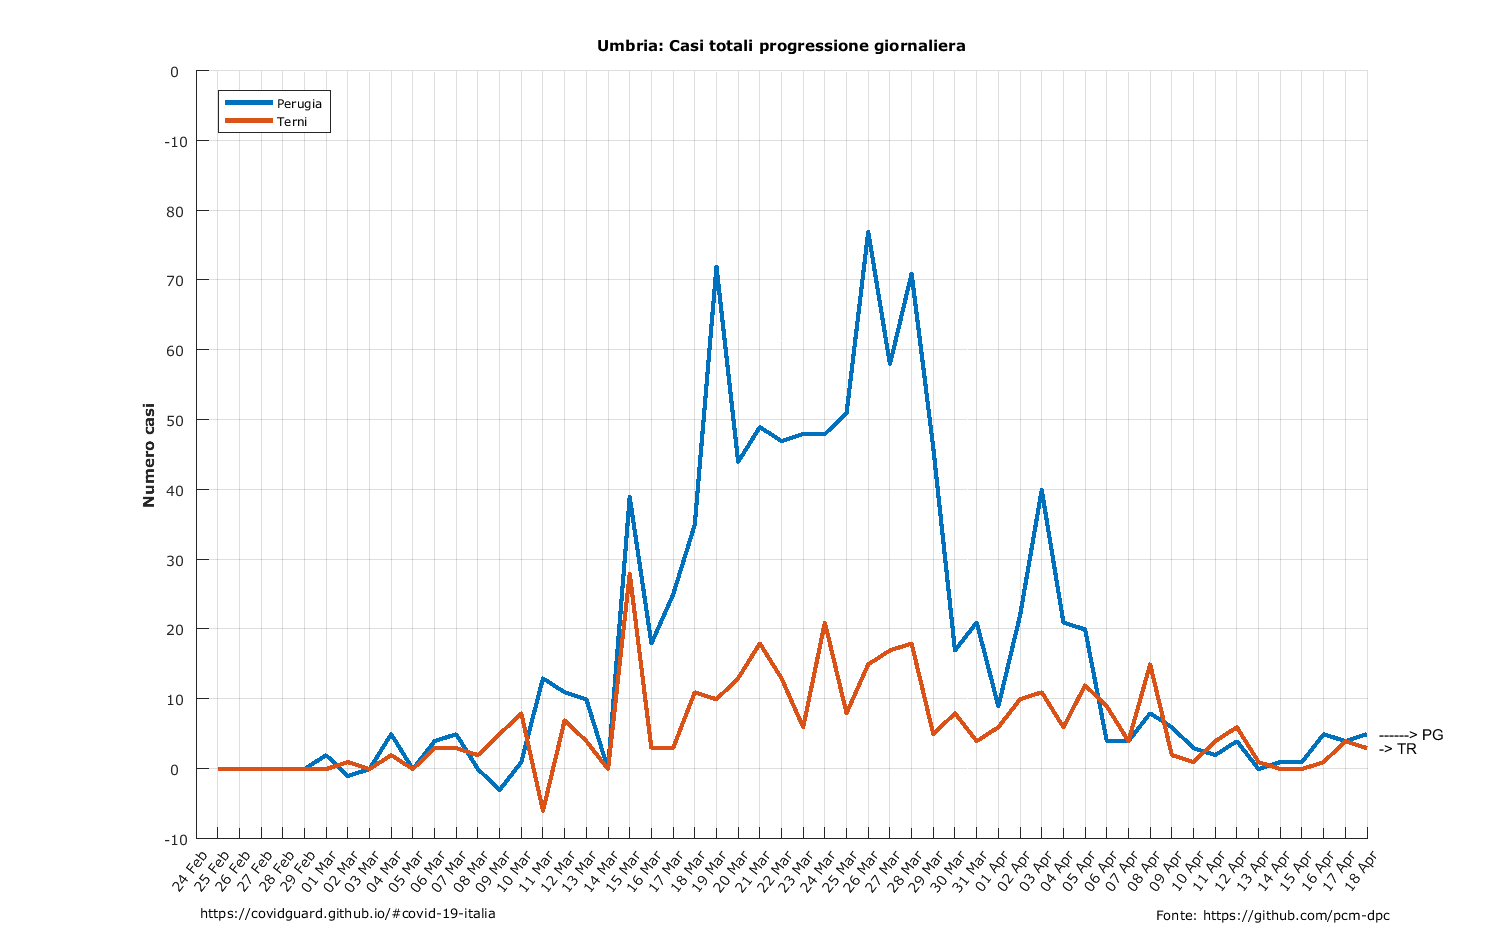 Umbria: Casi totali progressione giornaliera
0
-10
80
70
60
50
40
30
20
10
0
-10
Numero casi
Perugia
Terni
------> PG
-> TR
24 Feb
25 Feb
26 Feb
27 Feb
28 Feb
29 Feb
01 Mar
02 Mar
03 Mar
04 Mar
05 Mar
06 Mar
07 Mar
08 Mar
09 Mar
10 Mar
11 Mar
12 Mar
13 Mar
14 Mar
15 Mar
16 Mar
17 Mar
18 Mar
19 Mar
20 Mar
21 Mar
22 Mar
23 Mar
24 Mar
25 Mar
26 Mar
27 Mar
28 Mar
29 Mar
30 Mar
31 Mar
01 Apr
02 Apr
03 Apr
04 Apr
05 Apr
06 Apr
07 Apr
08 Apr
09 Apr
10 Apr
11 Apr
12 Apr
13 Apr
14 Apr
15 Apr
16 Apr
17 Apr
18 Apr
https://covidguard.github.io/#covid-19-italia
Fonte: https://github.com/pcm-dpc